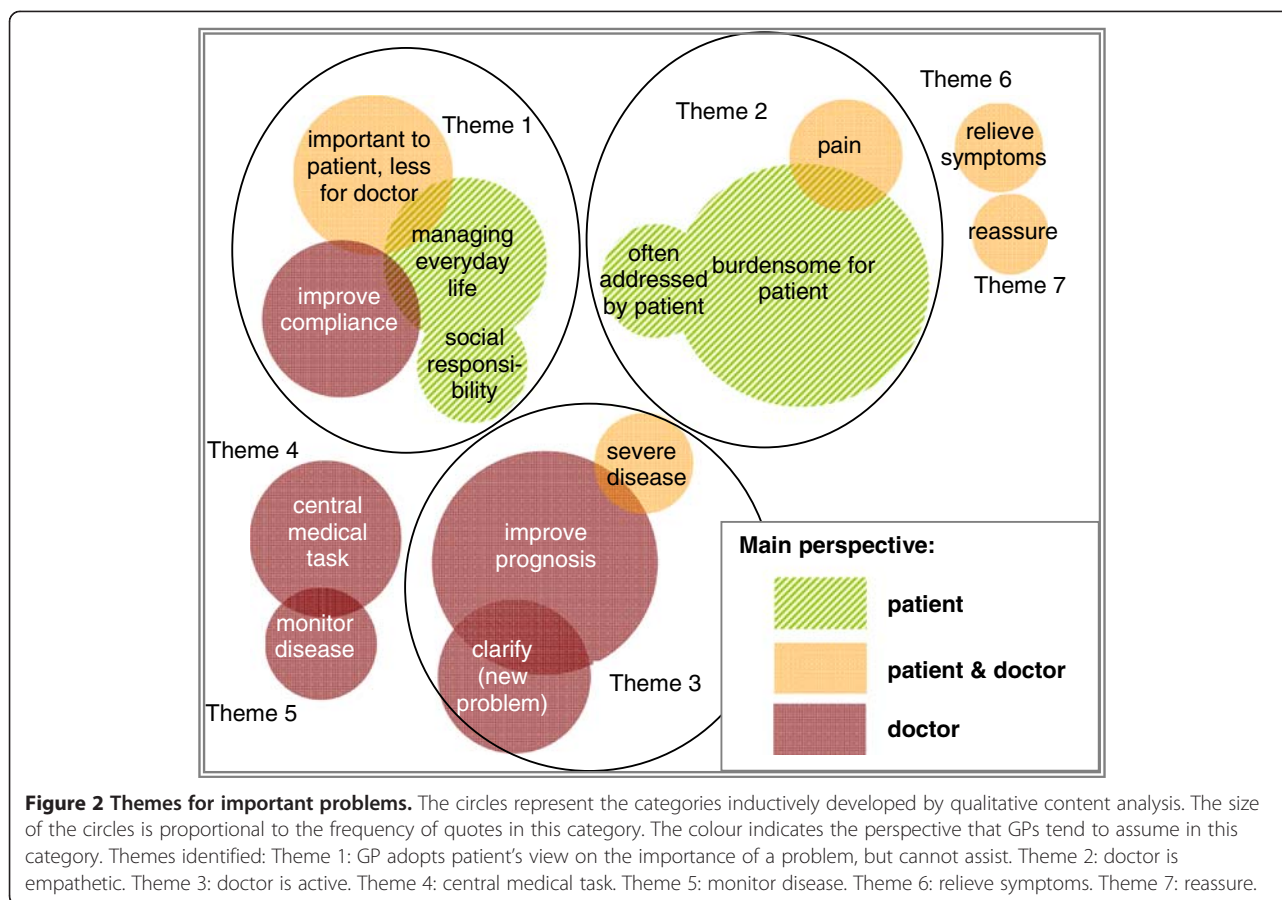 Theme 1
important to
patient, less
for doctor
managing
everyday
life
improve
compliance
social
responsi-
bility
Theme 2
pain
often
addressed
by patient
burdensome for
patient
Theme 6
relieve
symptoms
reassure
Theme 7
Theme 4
central
medical
task
monitor
disease
Theme 5
severe
disease
improve
prognosis
clarify
(new
problem)
Theme 3
Main perspective:
patient
patient & doctor
doctor
Figure 2 Themes for important problems. The circles represent the categories inductively developed by qualitative content analysis. The size
of the circles is proportional to the frequency of quotes in this category. The colour indicates the perspective that GPs tend to assume in this
category. Themes identified: Theme 1: GP adopts patient's view on the importance of a problem, but cannot assist. Theme 2: doctor is
empathetic. Theme 3: doctor is active. Theme 4: central medical task. Theme 5: monitor disease. Theme 6: relieve symptoms. Theme 7: reassure.